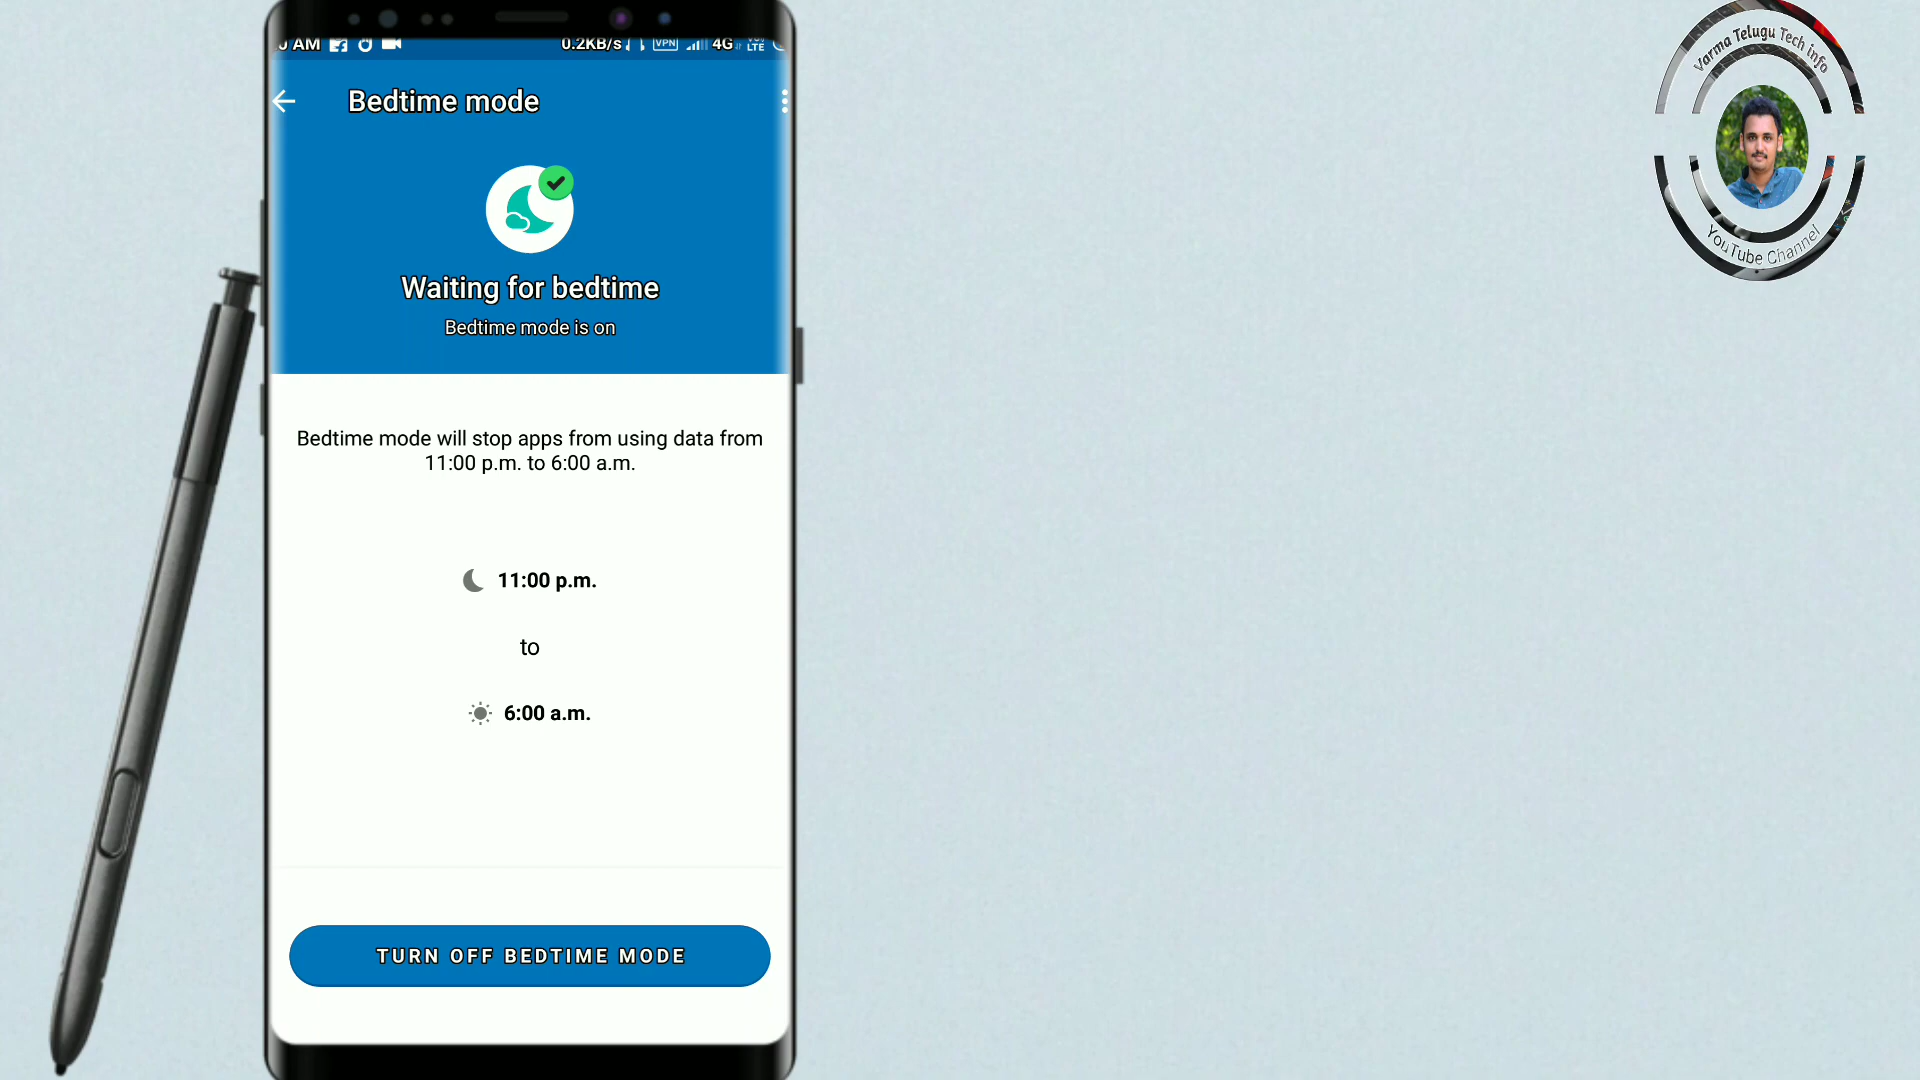 AM 0.2KB/s VPN 4G LTE
Bedtime mode
Waiting for bedtime
Bedtime mode is on
Bedtime mode will stop apps from using data from
11:00 p.m. to 6:00 a.m.
11:00 p.m.
to
6:00 a.m.
TURN OFF BEDTIME MODE
Varma Telugu Tech info
YouTube Channel